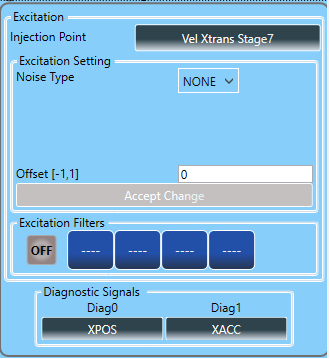 Excitation
Injection Point Vel Xtrans Stage7
Excitation Setting
Noise Type NONE
Offset [-1,1] 0
Accept Change
Excitation Filters
OFF ---- ---- ---- ----
Diagnostic Signals
Diag0 Diag1
XPOS XACC